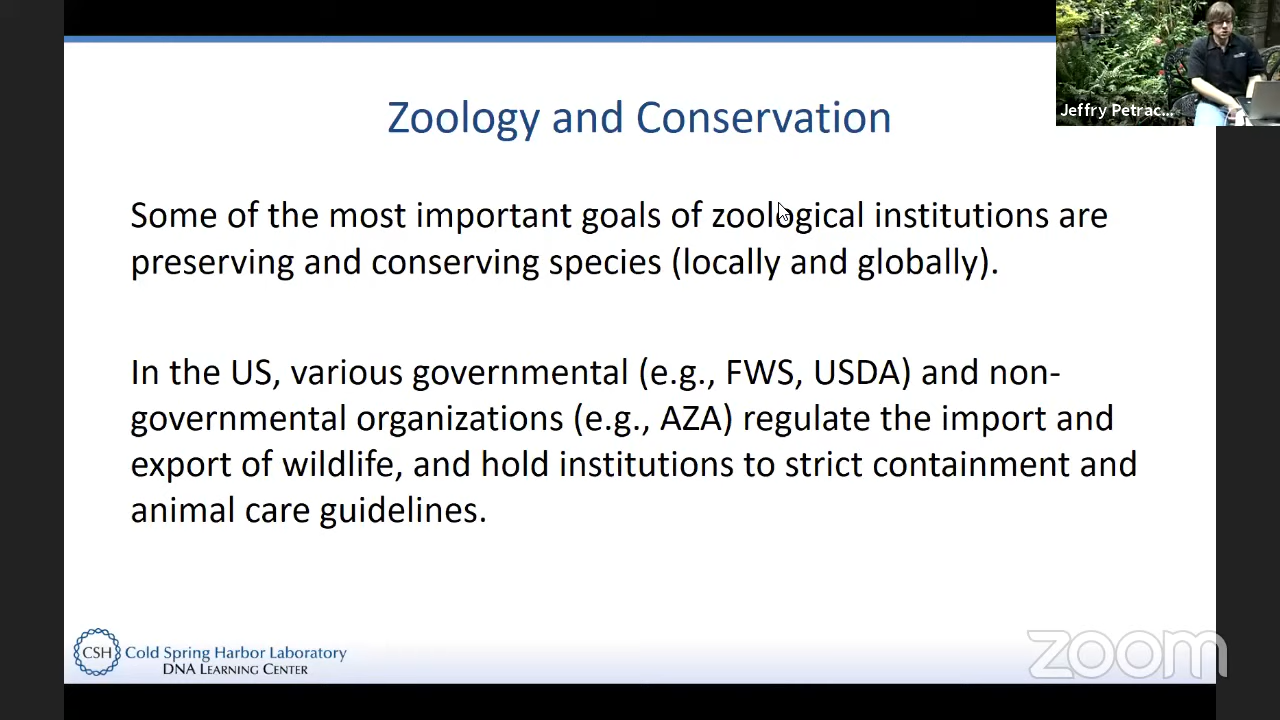 Jeffry Petrac...
Zoology and Conservation
Some of the most important goals of zoological institutions are
preserving and conserving species (locally and globally).
In the US, various governmental (e.g., FWS, USDA) and non-
governmental organizations (e.g., AZA) regulate the import and
export of wildlife, and hold institutions to strict containment and
animal care guidelines.
CSH Cold Spring Harbor Laboratory
DNA LEARNING CENTER
zoom